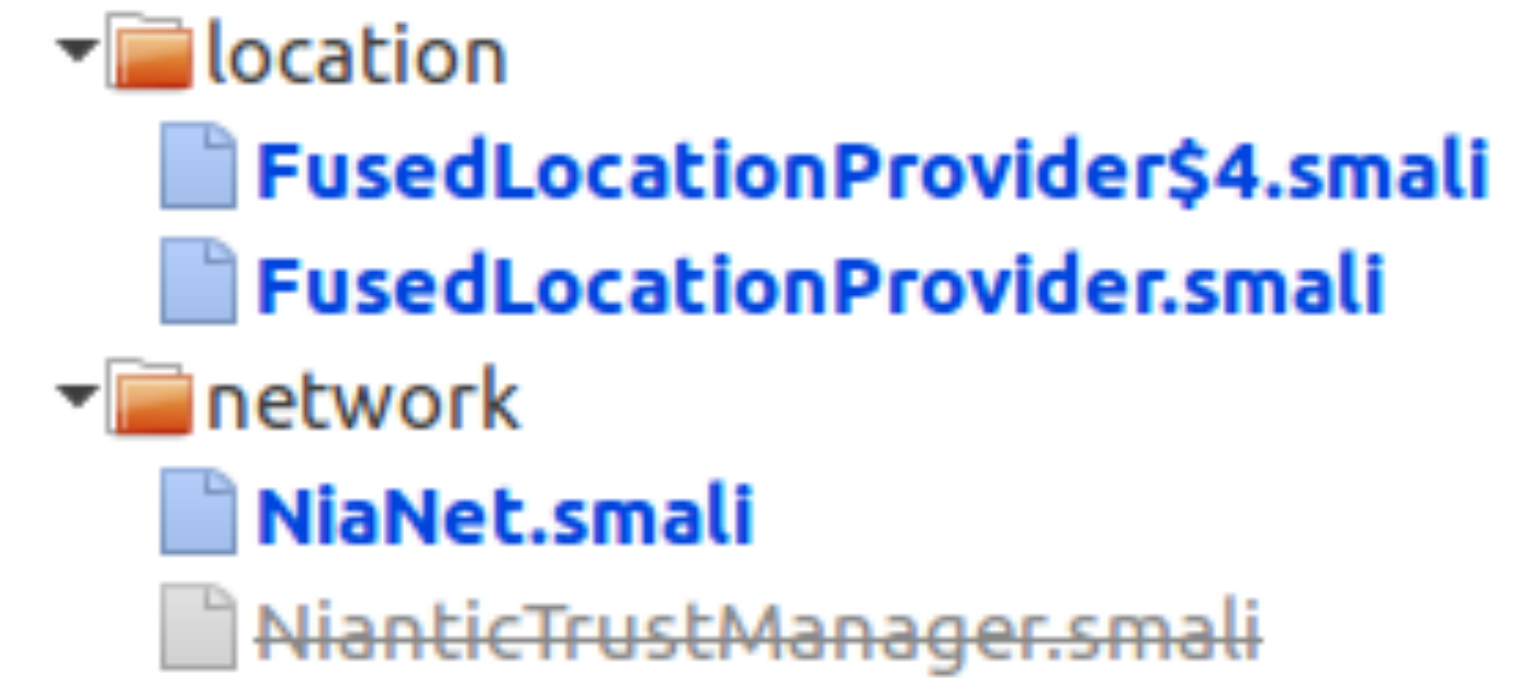 location
FusedLocationProvider$4.smali
FusedLocationProvider.smali
network
NiaNet.smali
NianticTrustManager.smali